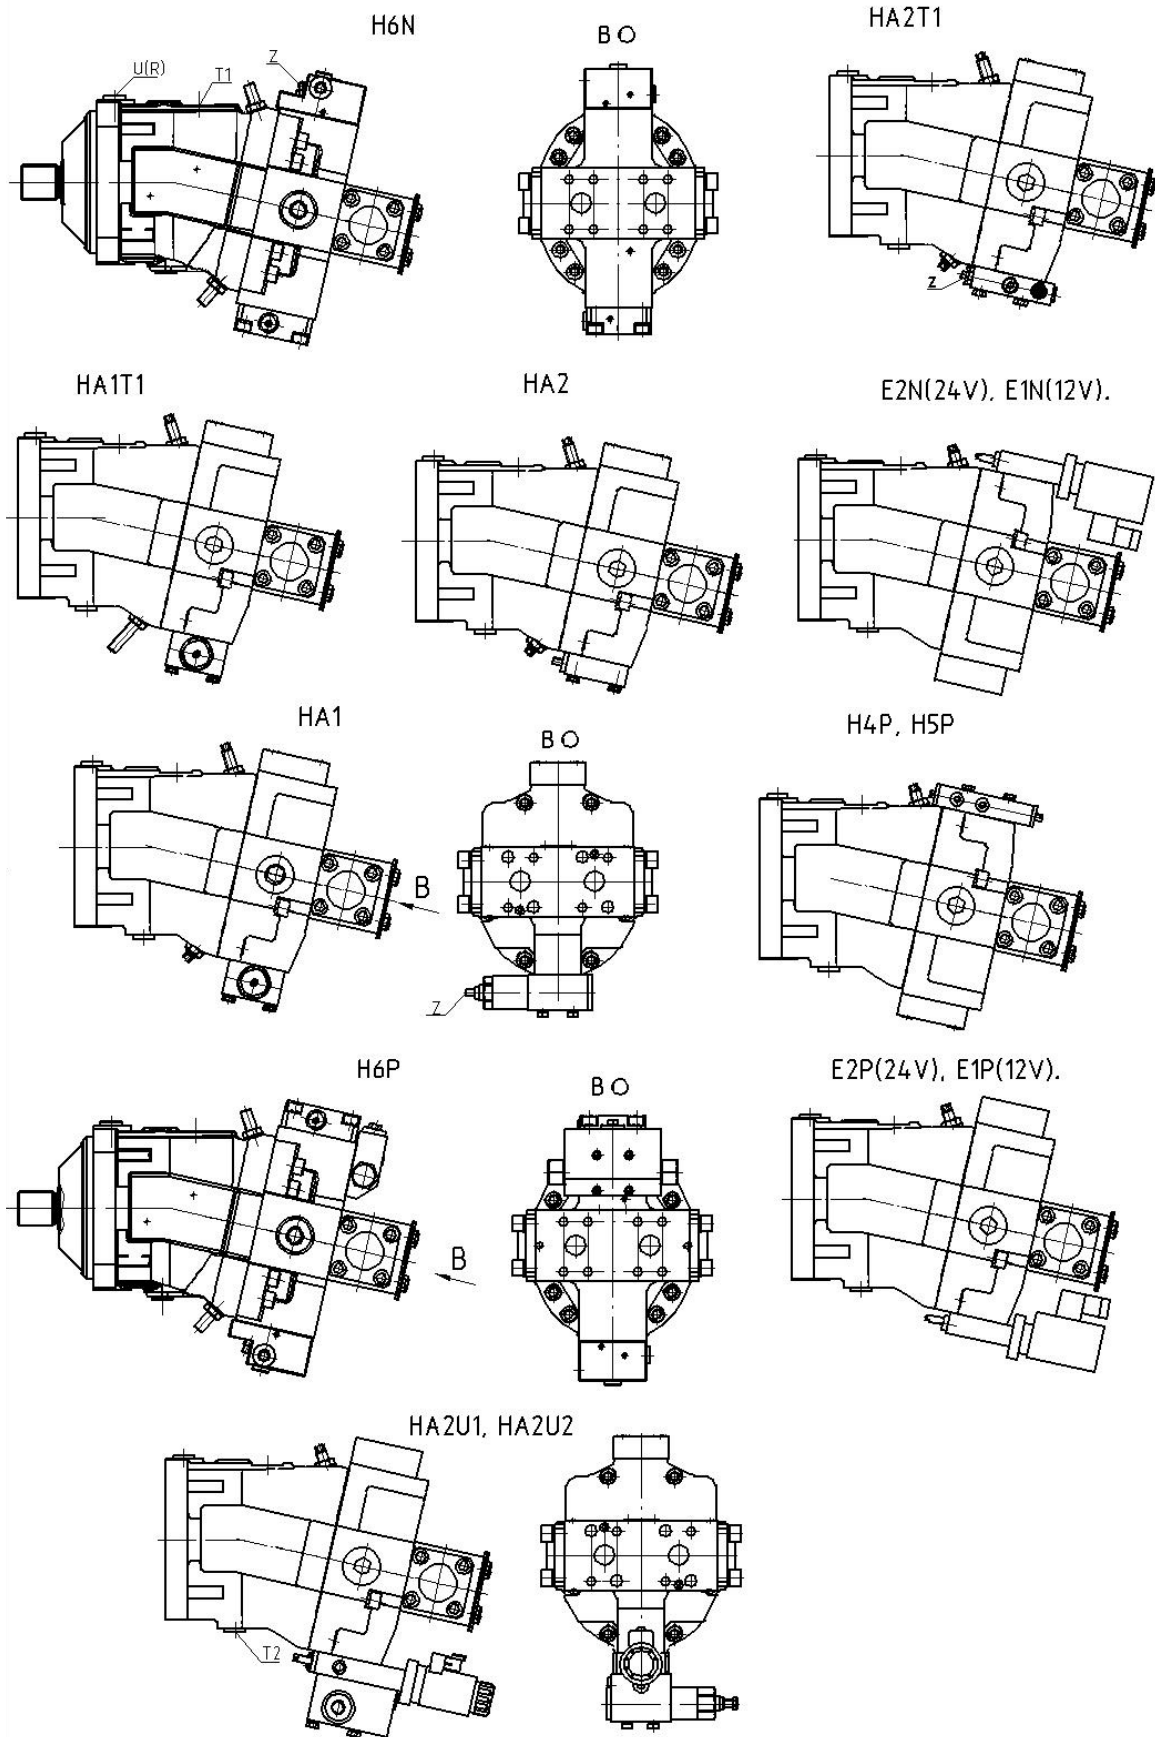 H6N
B O
HA2T1
U(R)
T1
Z
Z
HA1T1
HA2
E2N(24V), E1N(12V).
HA1
B O
H4P, H5P
B
Z
H6P
B O
E2P(24V), E1P(12V).
B
HA2U1, HA2U2
T2